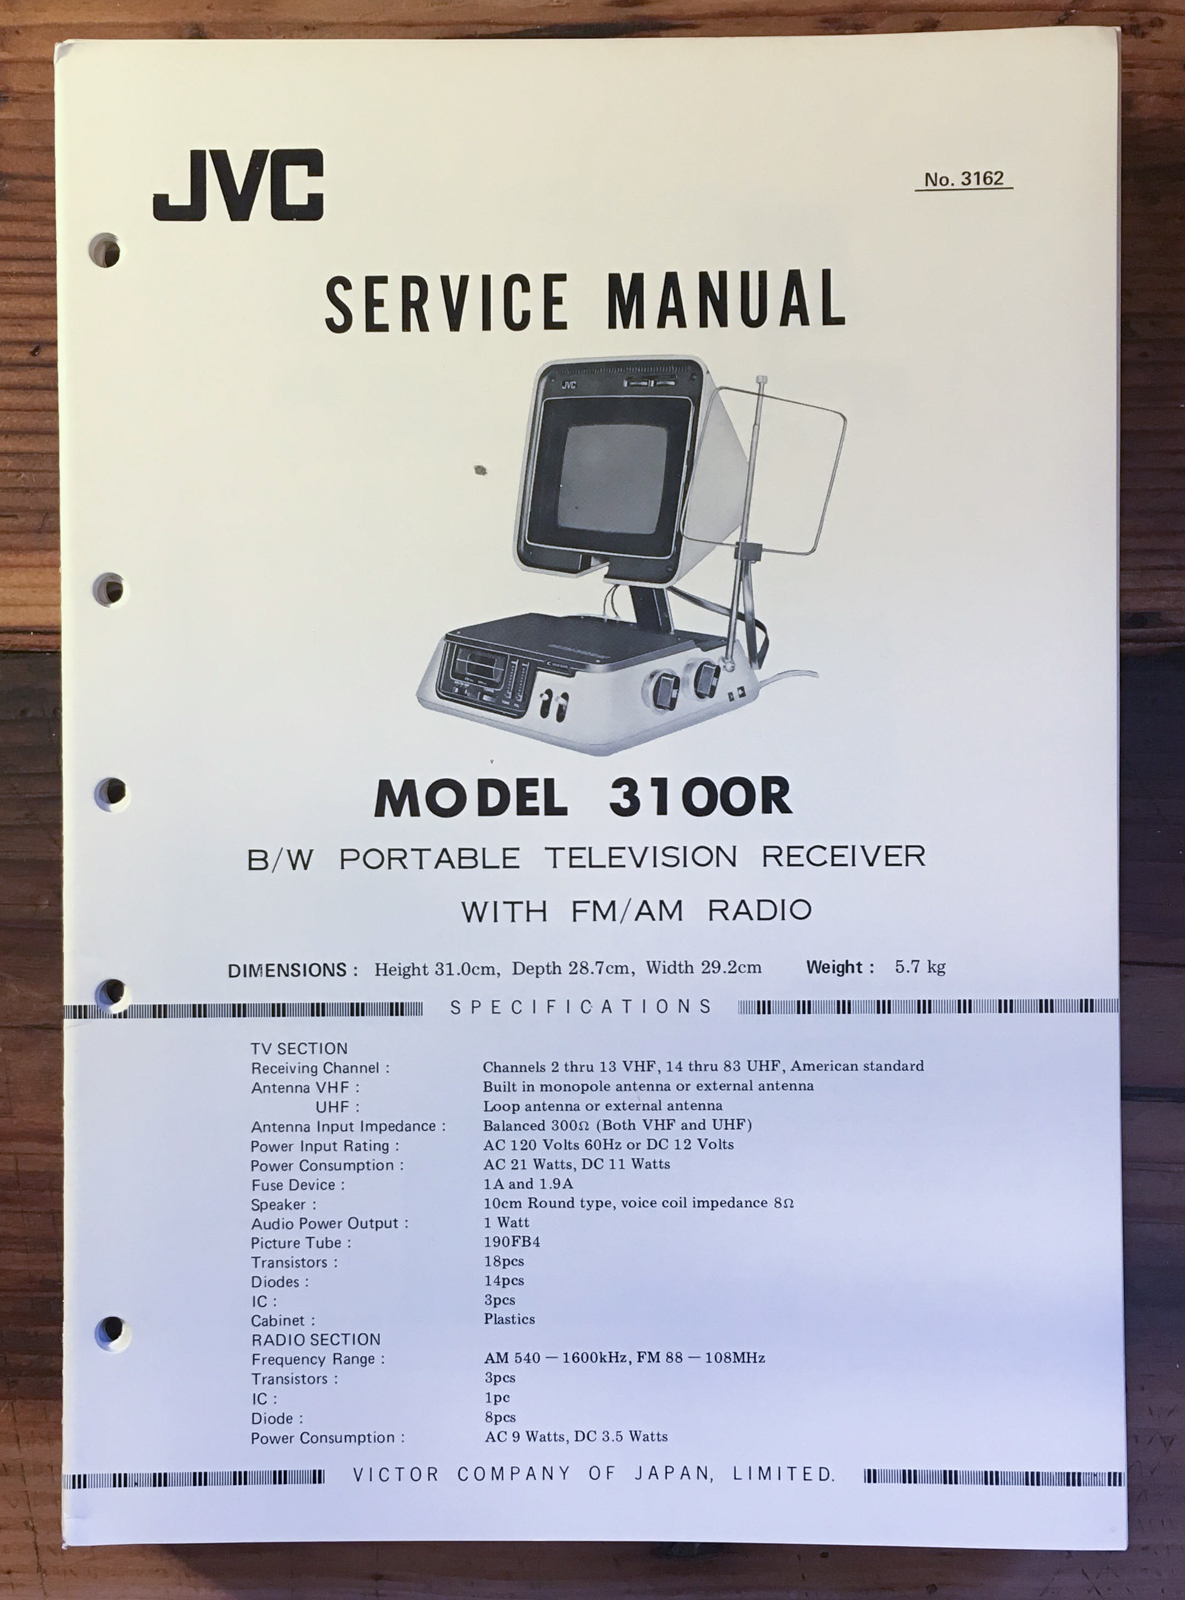 JVC
No. 3162
SERVICE MANUAL
JVC
MODEL 3100R
B/W PORTABLE TELEVISION RECEIVER
WITH FM/AM RADIO
DIMENSIONS : Height 31.0cm, Depth 28.7cm, Width 29.2cm Weight : 5.7 kg
SPECIFICATIONS
TV SECTION
Receiving Channel : Channels 2 thru 13 VHF, 14 thru 83 UHF, American standard
Antenna VHF : Built in monopole antenna or external antenna
UHF : Loop antenna or external antenna
Antenna Input Impedance : Balanced 300Ω (Both VHF and UHF)
Power Input Rating : AC 120 Volts 60Hz or DC 12 Volts
Power Consumption : AC 21 Watts, DC 11 Watts
Fuse Device : 1A and 1.9A
Speaker : 10cm Round type, voice coil impedance 8Ω
Audio Power Output : 1 Watt
Picture Tube : 190FB4
Transistors : 18pcs
Diodes : 14pcs
IC : 3pcs
Cabinet : Plastics
RADIO SECTION
Frequency Range : AM 540 — 1600kHz, FM 88 — 108MHz
Transistors : 3pcs
IC : 1pc
Diode : 8pcs
Power Consumption : AC 9 Watts, DC 3.5 Watts
VICTOR COMPANY OF JAPAN, LIMITED.